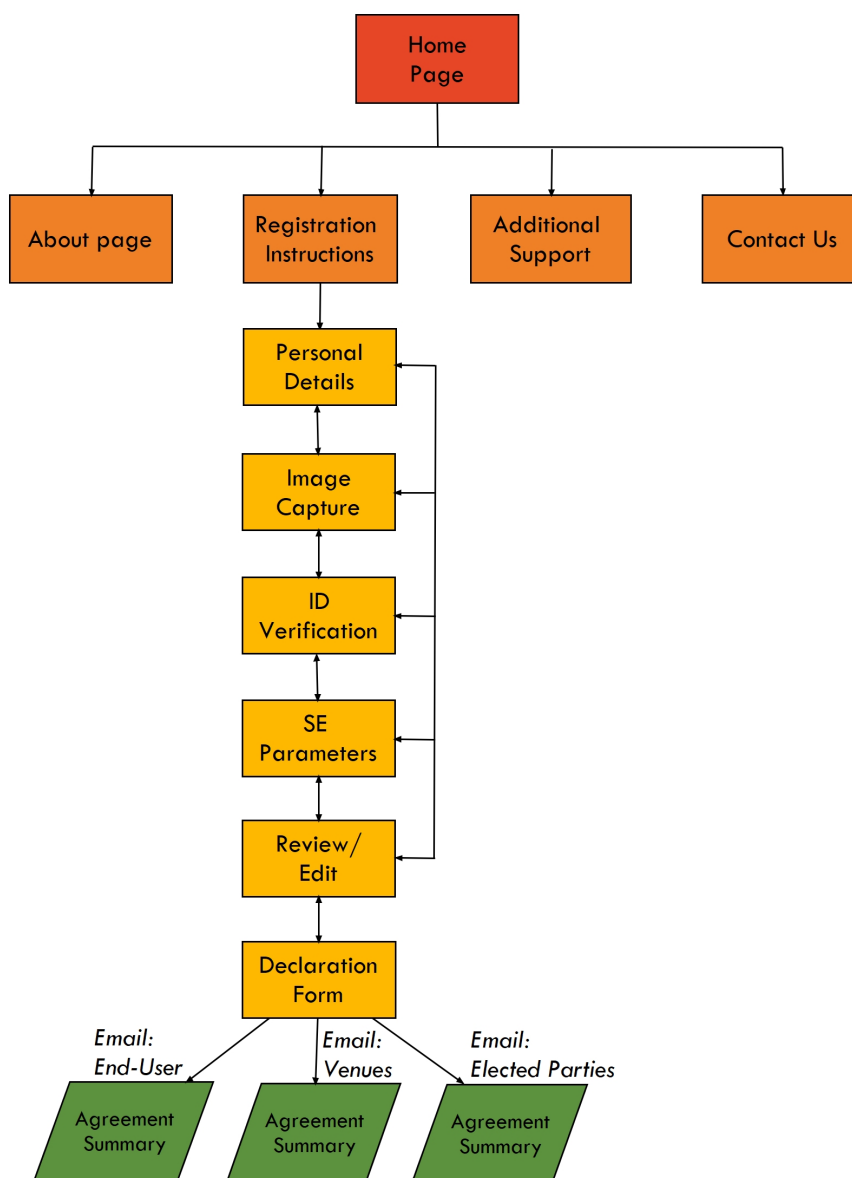 Home
Page
About page
Registration
Instructions
Additional
Support
Contact Us
Personal
Details
Image
Capture
ID
Verification
SE
Parameters
Review/
Edit
Declaration
Form
Email:
End-User
Email:
Venues
Email:
Elected Parties
Agreement
Summary
Agreement
Summary
Agreement
Summary